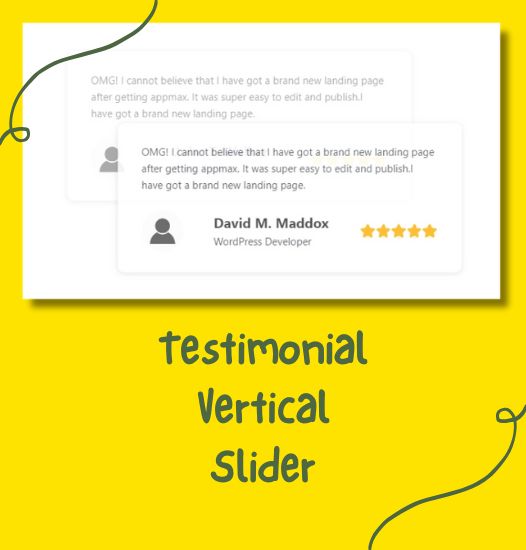 OMG! I cannot believe that I have got a brand new landing page
after getting appmax. It was super easy to edit and publish.I
have got a brand new landing page.
OMG! I cannot believe that I have got a brand new landing page
after getting appmax. It was super easy to edit and publish.I
have got a brand new landing page.
David M. Maddox
WordPress Developer
Testimonial
Vertical
Slider